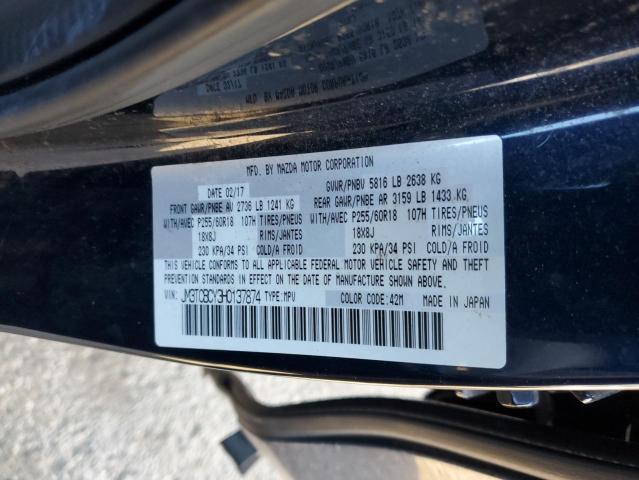 MFD. BY MAZDA MOTOR CORPORATION
DATE 02/17 GVWR/PNBV 5816 LB 2638 KG
FRONT GAWR/PNBE AV 2736 LB 1241 KG REAR GAWR/PNBE AR 3159 LB 1433 KG
WITH/AVEC P255/60R18 107H TIRES/PNEUS WITH/AVEC P255/60R18 107H TIRES/PNEUS
18X8J RIMS/JANTES 18X8J RIMS/JANTES
230 KPA/34 PSI COLD/A FROID 230 KPA/34 PSI COLD/A FROID
THIS VEHICLE CONFORMS TO ALL APPLICABLE FEDERAL MOTOR VEHICLE SAFETY AND THEFT
PREVENTION STANDARDS IN EFFECT ON THE DATE OF MANUFACTURE SHOWN ABOVE.
VIN: JM3TCBCY3H0137874 TYPE:MPV COLOR CODE:42M MADE IN JAPAN